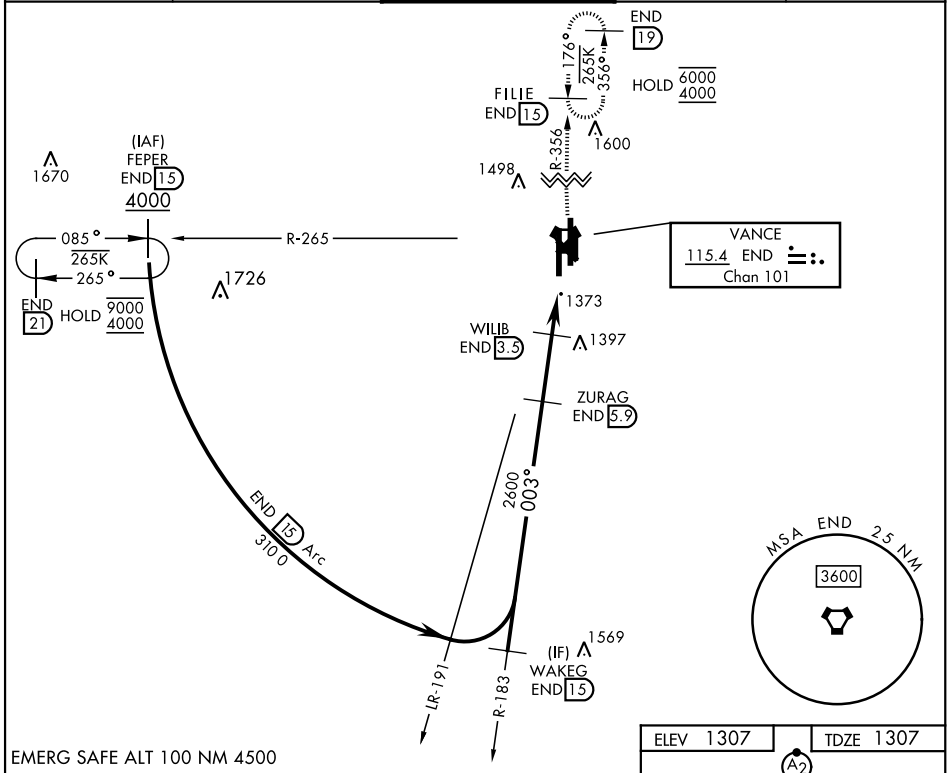 END
19
176°
265K
356°
HOLD 6000
4000
FILIE
END 15
R-356
1600
1498
(IAF)
FEPER
END 15
4000
1670
085°
265K
265°
END
21
HOLD 9000
4000
R-265
1726
VANCE
115.4 END
Chan 101
1373
WILIB
END 3.5
1397
ZURAG
END 5.9
2600
003°
END 15 Arc
3100
LR-191
R-183
(IF)
WAKEG
END 15
1569
MSA END 25 NM
3600
EMERG SAFE ALT 100 NM 4500
ELEV 1307
TDZE 1307
A2